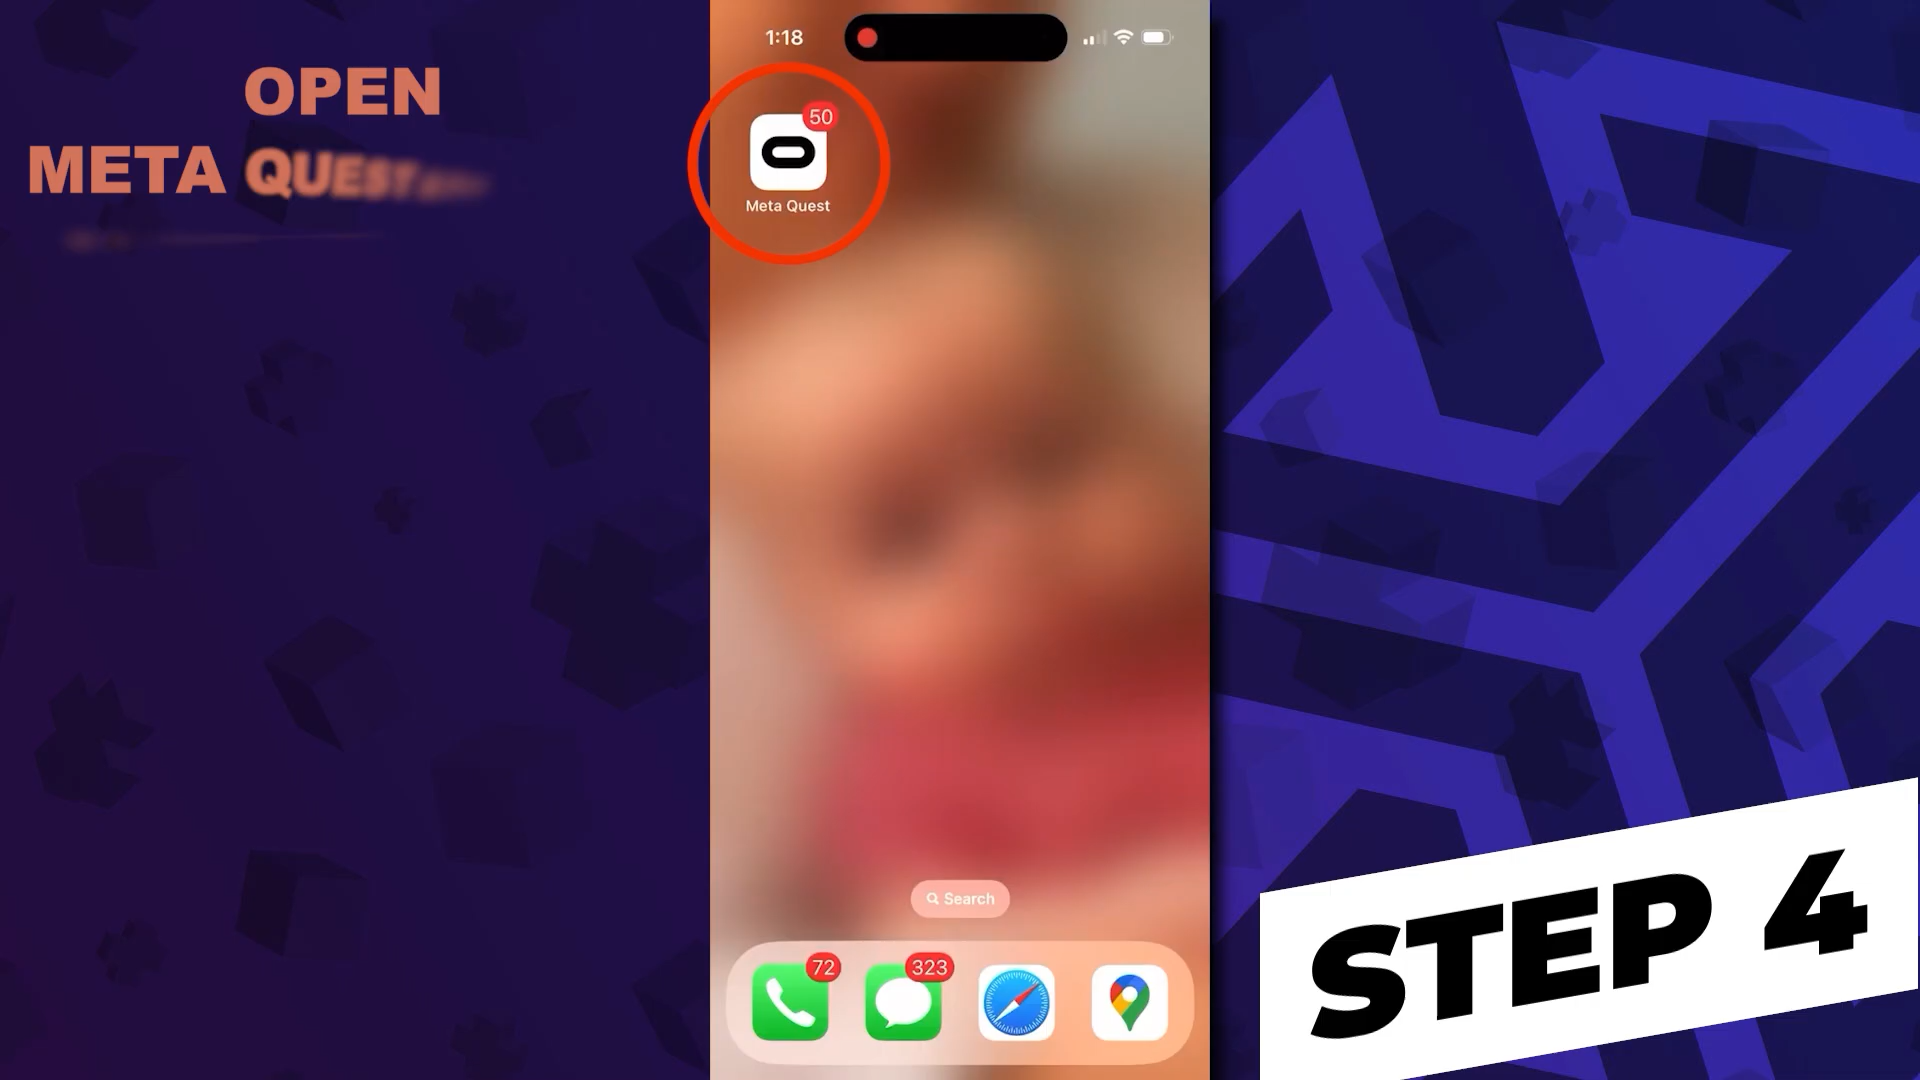 OPEN
META QUEST
1:18
50
Meta Quest
Search
72
323
STEP 4